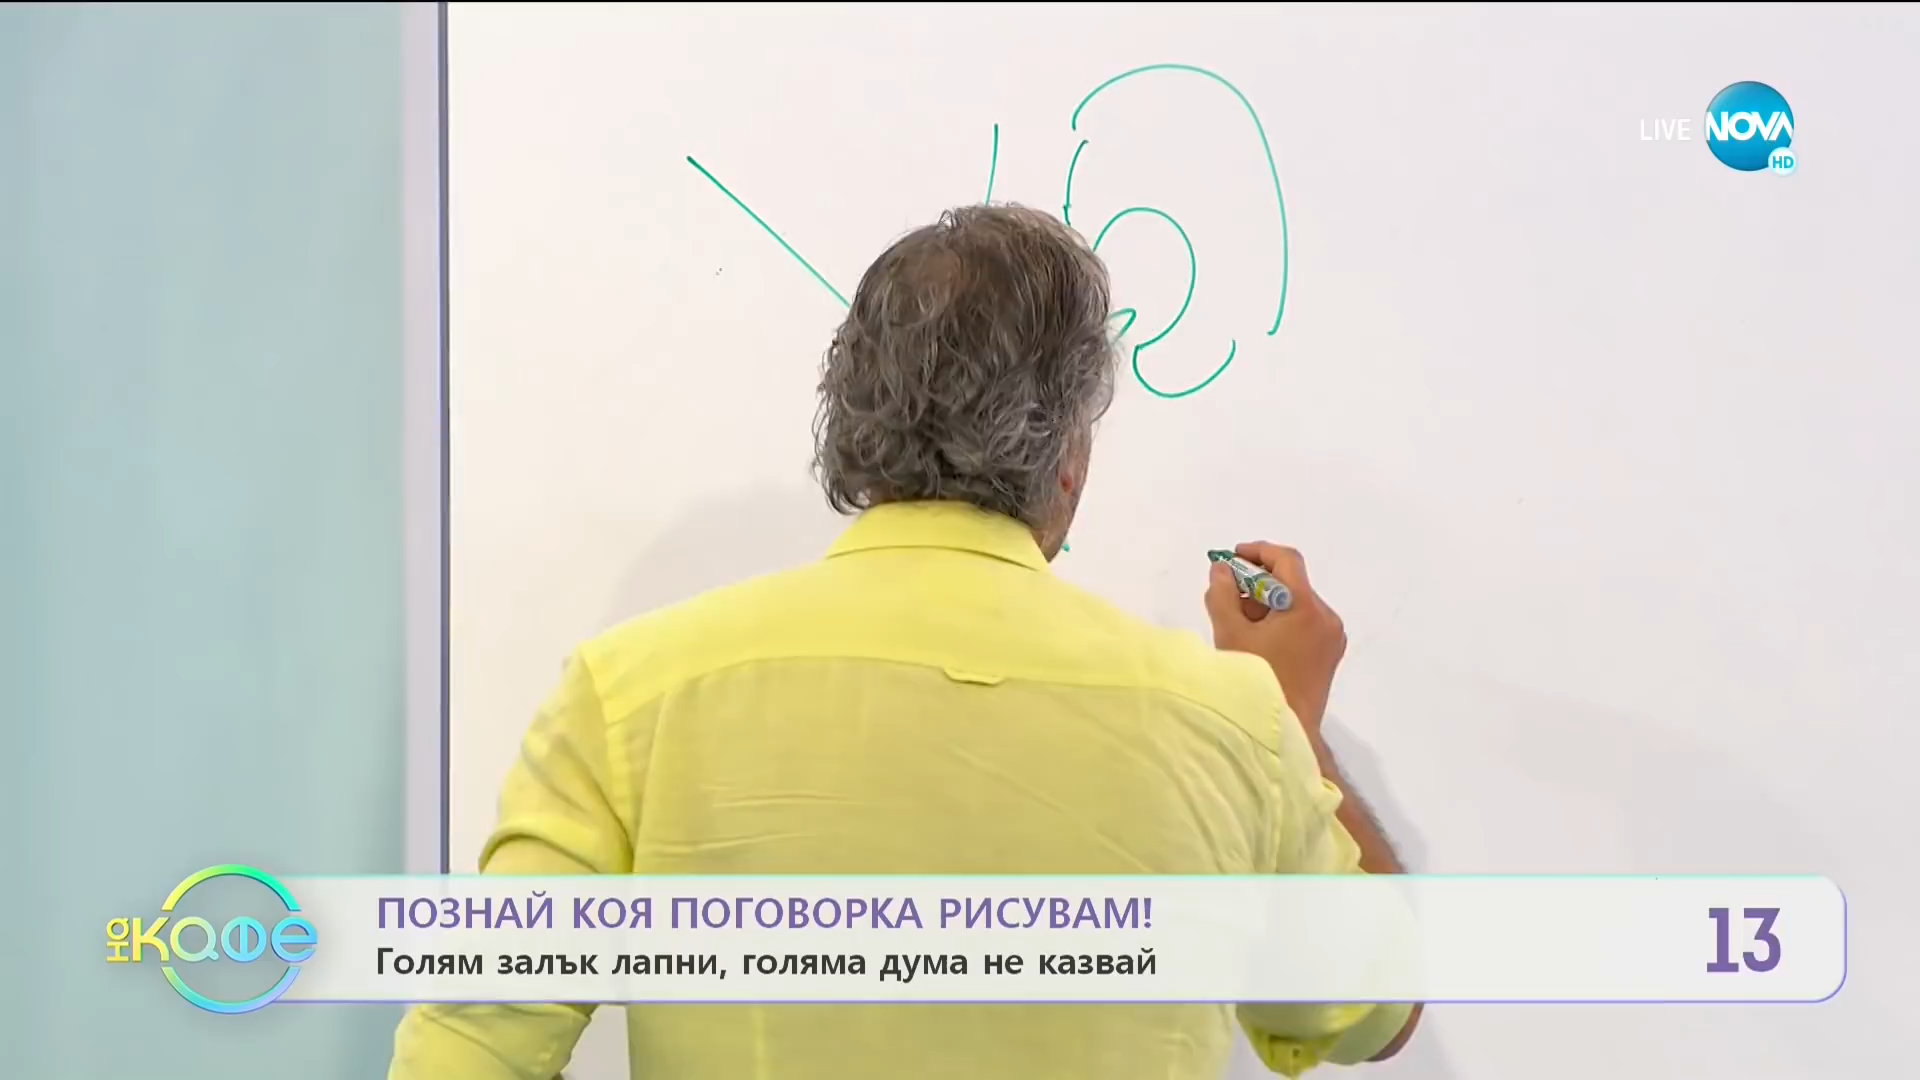 LIVE NOVA
HD
НА КАФЕ
ПОЗНАЙ КОЯ ПОГОВОРКА РИСУВАМ!
Голям залък лапни, голяма дума не казвай
13